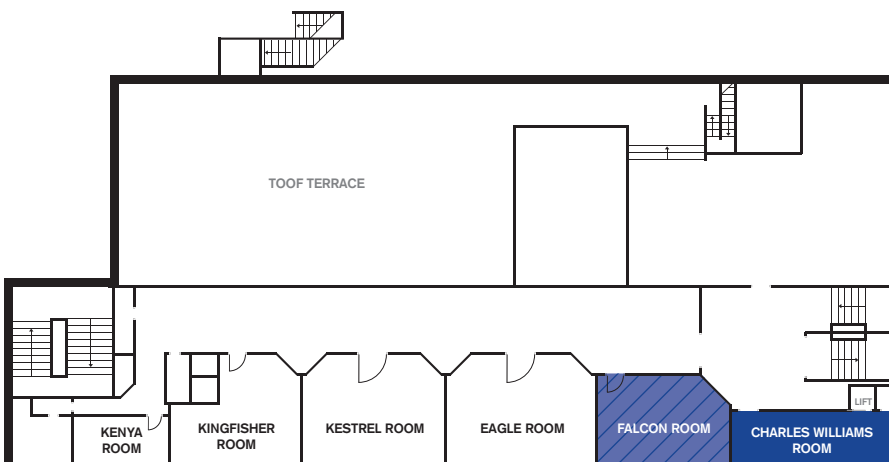 TOOF TERRACE
LIFT
KENYA
ROOM
KINGFISHER
ROOM
KESTREL ROOM
EAGLE ROOM
FALCON ROOM
CHARLES WILLIAMS
ROOM